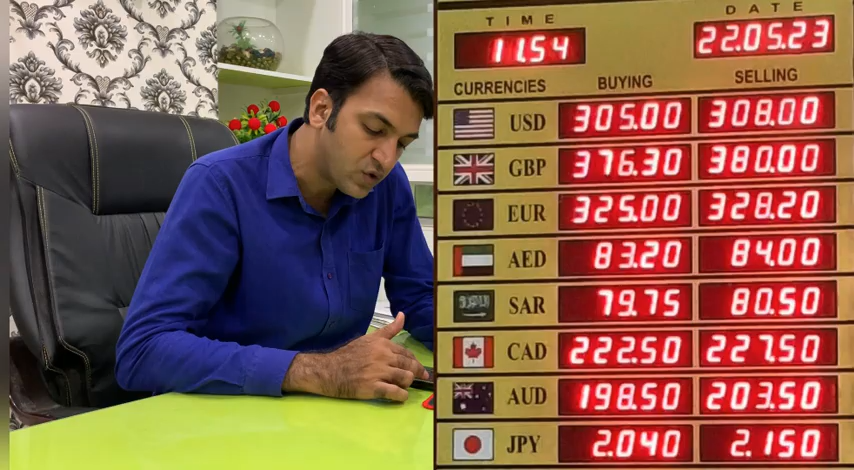 TIME DATE
11.54 22.05.23
CURRENCIES BUYING SELLING
USD 305.00 308.00
GBP 376.30 380.00
EUR 325.00 328.20
AED 83.20 84.00
SAR 79.75 80.50
CAD 222.50 227.50
AUD 198.50 203.50
JPY 2.040 2.150